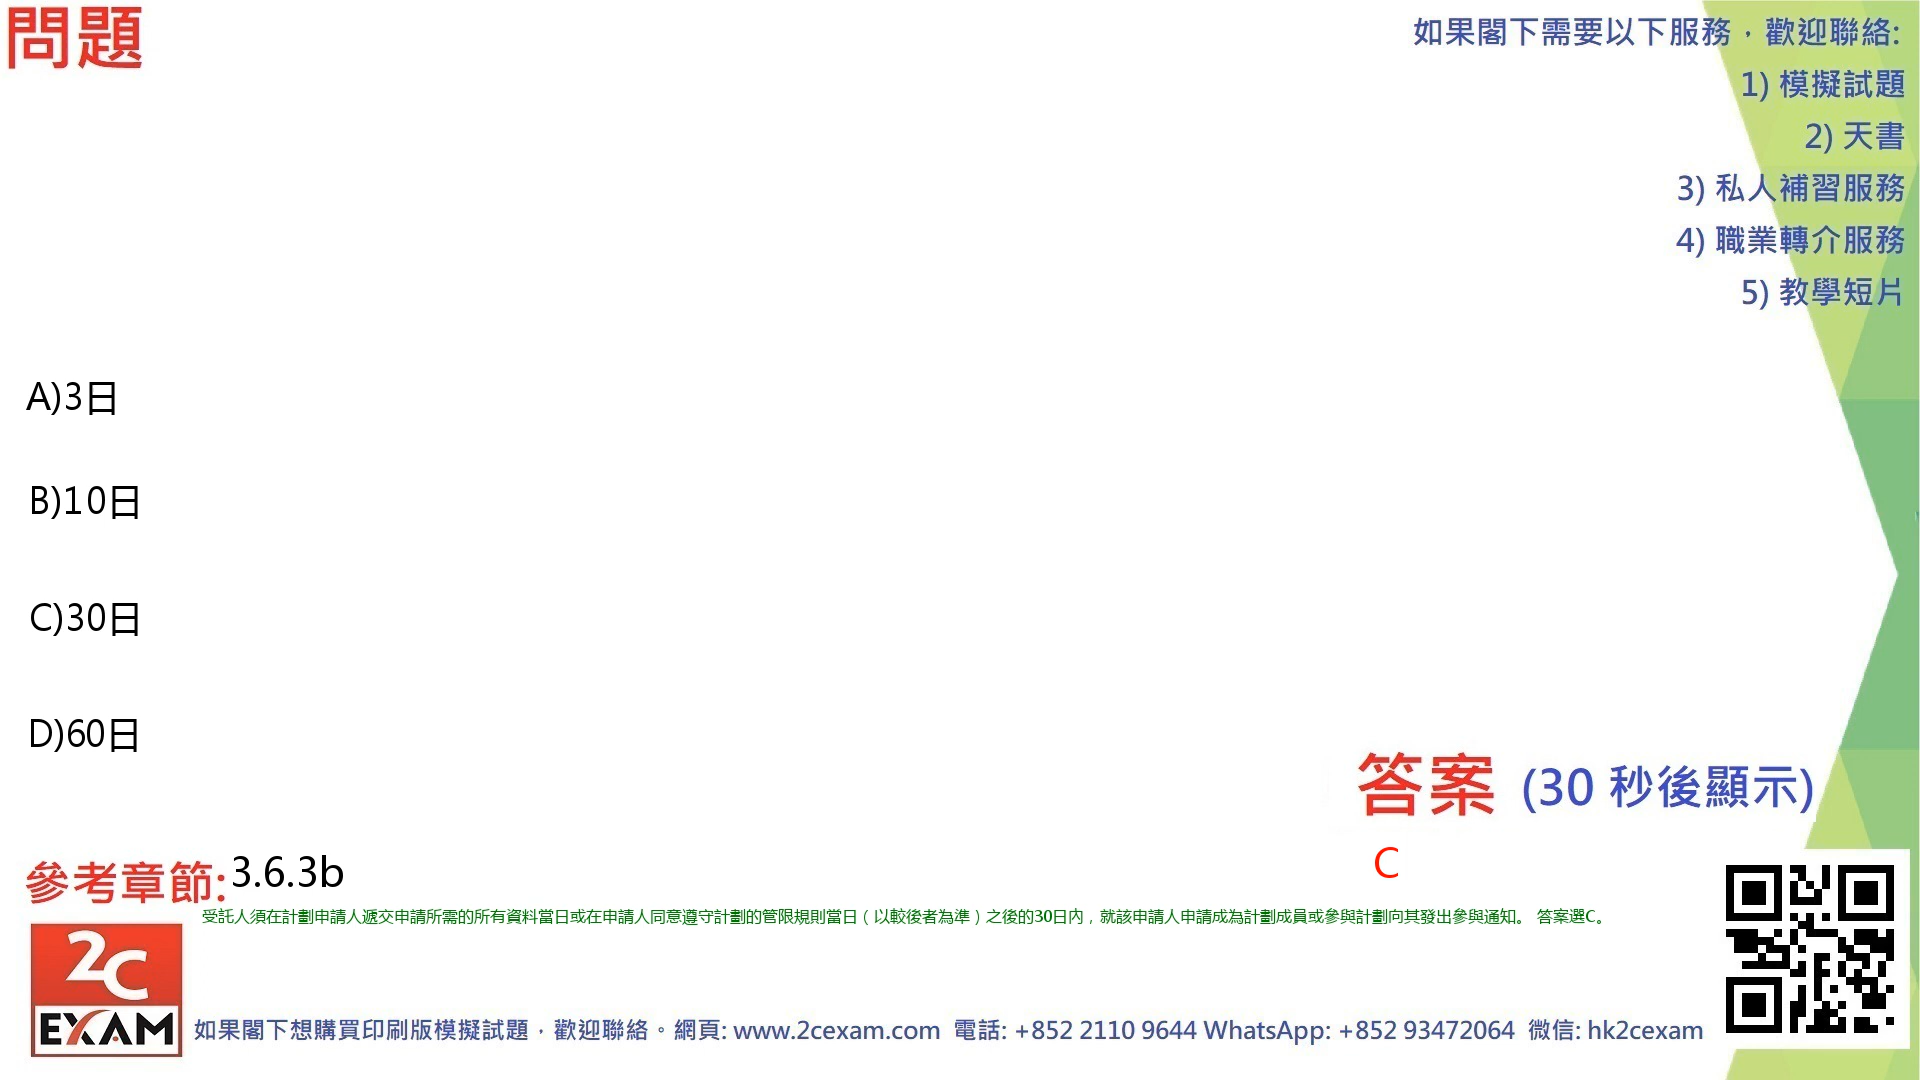 問題
如果閣下需要以下服務，歡迎聯絡:
1) 模擬試題
2) 天書
3) 私人補習服務
4) 職業轉介服務
5) 教學短片
A)3日
B)10日
C)30日
D)60日
答案 (30 秒後顯示)
C
參考章節: 3.6.3b
受託人須在計劃申請人遞交申請所需的所有資料當日或在申請人同意遵守計劃的管限規則當日（以較後者為準）之後的30日內，就該申請人申請成為計劃成員或參與計劃向其發出參與通知。 答案選C。
2C
EXAM
如果閣下想購買印刷版模擬試題，歡迎聯絡。網頁: www.2cexam.com 電話: +852 2110 9644 WhatsApp: +852 93472064 微信: hk2cexam